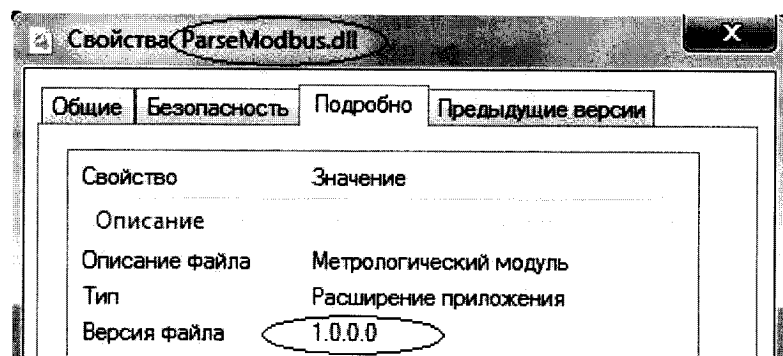 Свойства: ParseModbus.dll
Общие Безопасность Подробно Предыдущие версии
Свойство Значение
Описание
Описание файла Метрологический модуль
Тип Расширение приложения
Версия файла 1.0.0.0